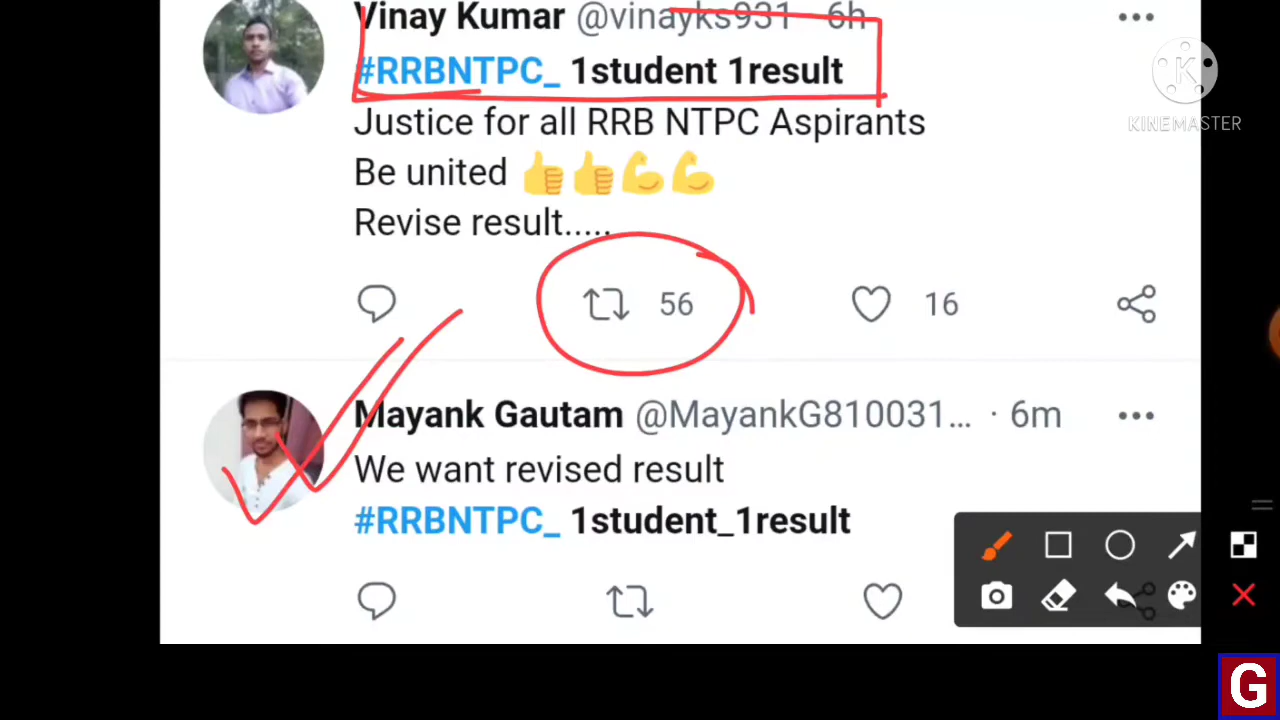 Vinay Kumar @vinayks931 6h
#RRBNTPC_ 1student 1result
Justice for all RRB NTPC Aspirants
Be united 👍👍💪💪
Revise result.....
56 16
Mayank Gautam @MayankG810031... · 6m
We want revised result
#RRBNTPC_ 1student_1result
K
KINEMASTER
G